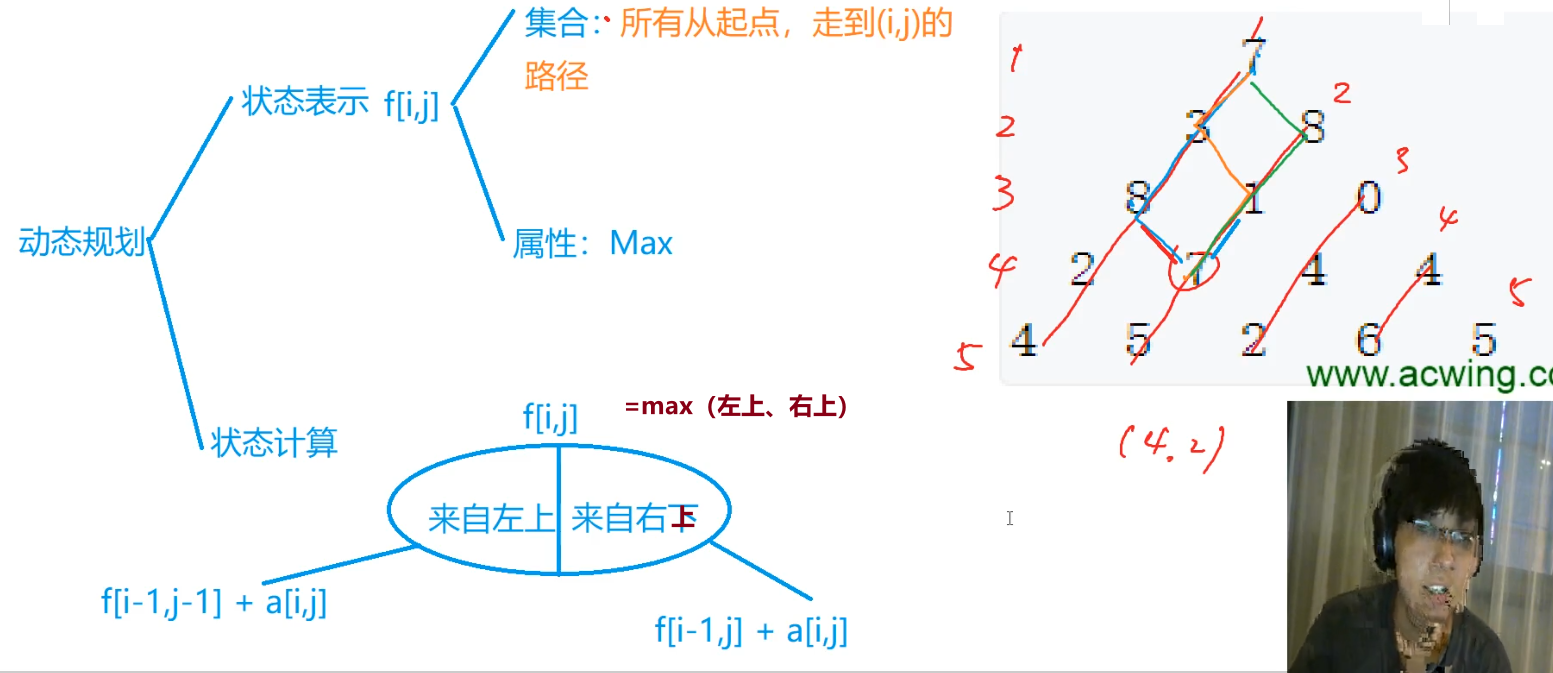 集合: 所有从起点，走到(i,j)的
路径
状态表示 f[i,j]
属性：Max
动态规划
状态计算
f[i,j] =max（左上、右上）
来自左上 来自右上
f[i-1,j-1] + a[i,j]
f[i-1,j] + a[i,j]
1 7
2 3 8 2
3 8 1 0 3
4 2 7 4 4 4
5 4 5 2 6 5 5
www.acwing.co
(4.2)